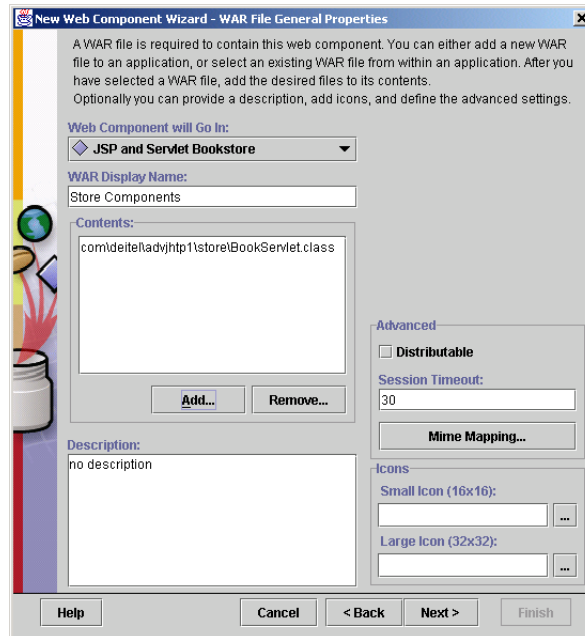 New Web Component Wizard - WAR File General Properties
A WAR file is required to contain this web component. You can either add a new WAR
file to an application, or select an existing WAR file from within an application. After you
have selected a WAR file, add the desired files to its contents.
Optionally you can provide a description, add icons, and define the advanced settings.
Web Component will Go In:
JSP and Servlet Bookstore
WAR Display Name:
Store Components
Contents:
com\deitel\advjhtp1\store\BookServlet.class
Add...
Remove...
Description:
no description
Advanced
Distributable
Session Timeout:
30
Mime Mapping...
Icons
Small Icon (16x16):
...
Large Icon (32x32):
...
Help
Cancel
< Back
Next >
Finish